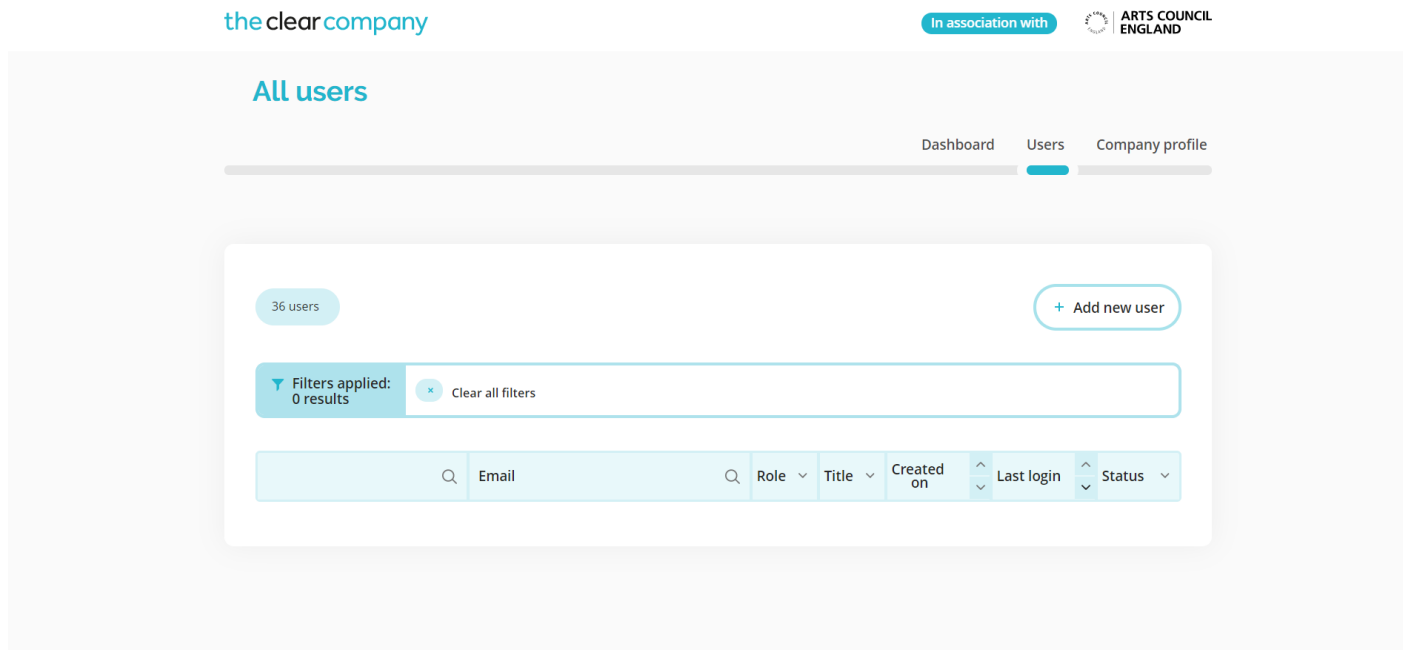 the clear company
In association with
ARTS COUNCIL
ENGLAND
All users
Dashboard
Users
Company profile
36 users
+ Add new user
Filters applied:
0 results
× Clear all filters
Email
Role
Title
Created
on
Last login
Status